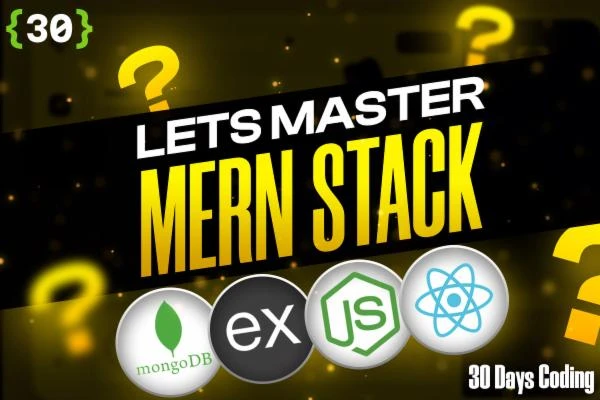 {30}
LETS MASTER
MERN STACK
mongoDB
ex
JS
30 Days Coding